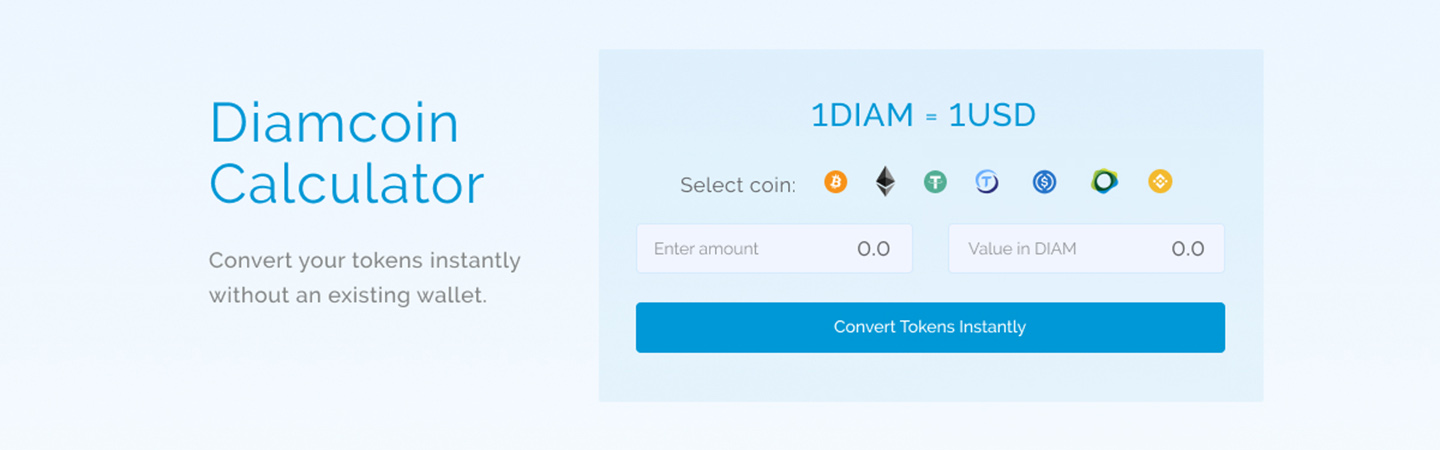 Diamcoin
Calculator
Convert your tokens instantly
without an existing wallet.
1DIAM = 1USD
Select coin:
Enter amount 0.0
Value in DIAM 0.0
Convert Tokens Instantly